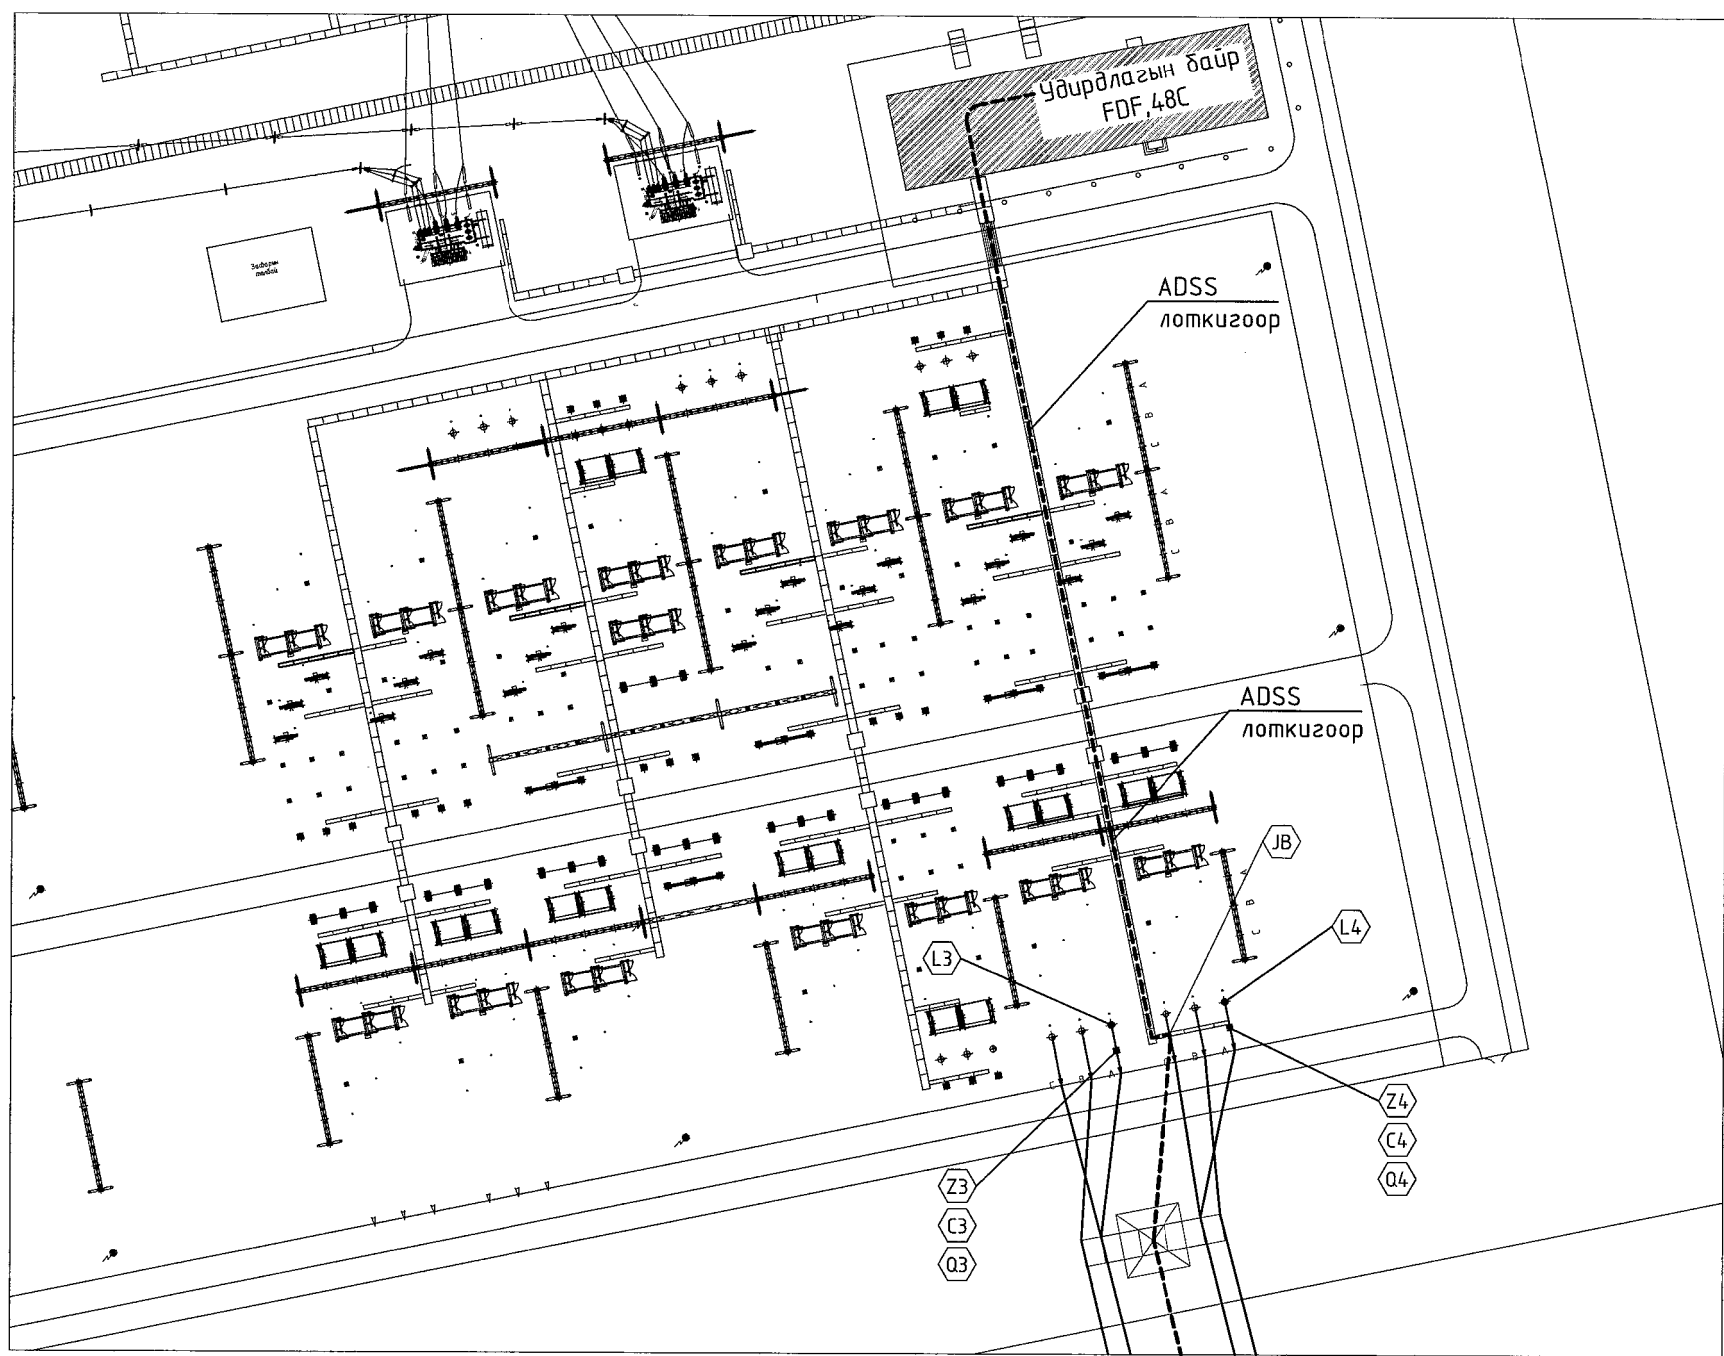 Удирдлагын байр
FDF,48C
ADSS
лоткигоор
A
B
C
A
B
C
ADSS
лоткигоор
JB
A
B
C
L4
L3
C
B
A
C
B
A
Z4
C4
Q4
Z3
C3
Q3